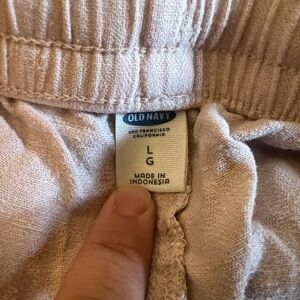 OLD NAVY
SAN FRANCISCO
CALIFORNIA
L
G
MADE IN
INDONESIA